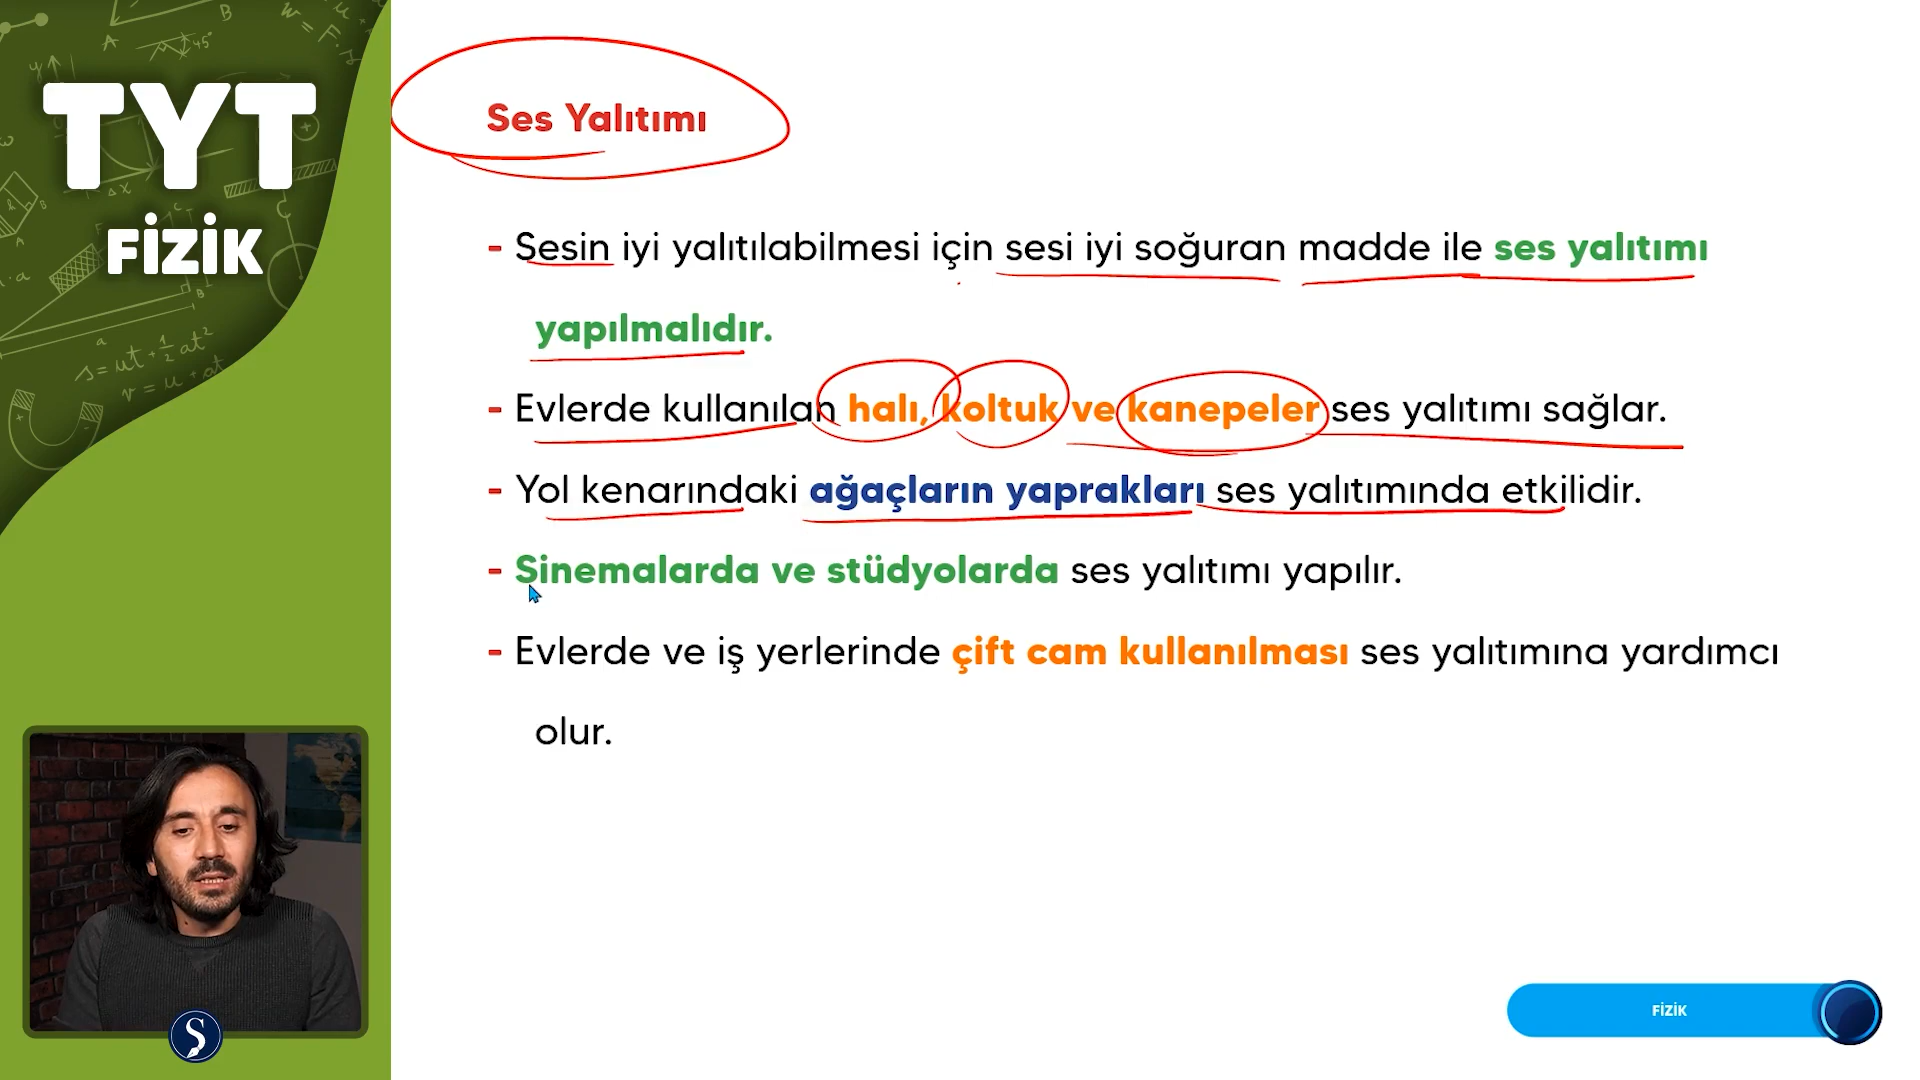 TYT
FİZİK
Ses Yalıtımı
- Sesin iyi yalıtılabilmesi için sesi iyi soğuran madde ile ses yalıtımı
yapılmalıdır.
- Evlerde kullanılan halı, koltuk ve kanepeler ses yalıtımı sağlar.
- Yol kenarındaki ağaçların yaprakları ses yalıtımında etkilidir.
- Sinemalarda ve stüdyolarda ses yalıtımı yapılır.
- Evlerde ve iş yerlerinde çift cam kullanılması ses yalıtımına yardımcı
olur.
S
FİZİK